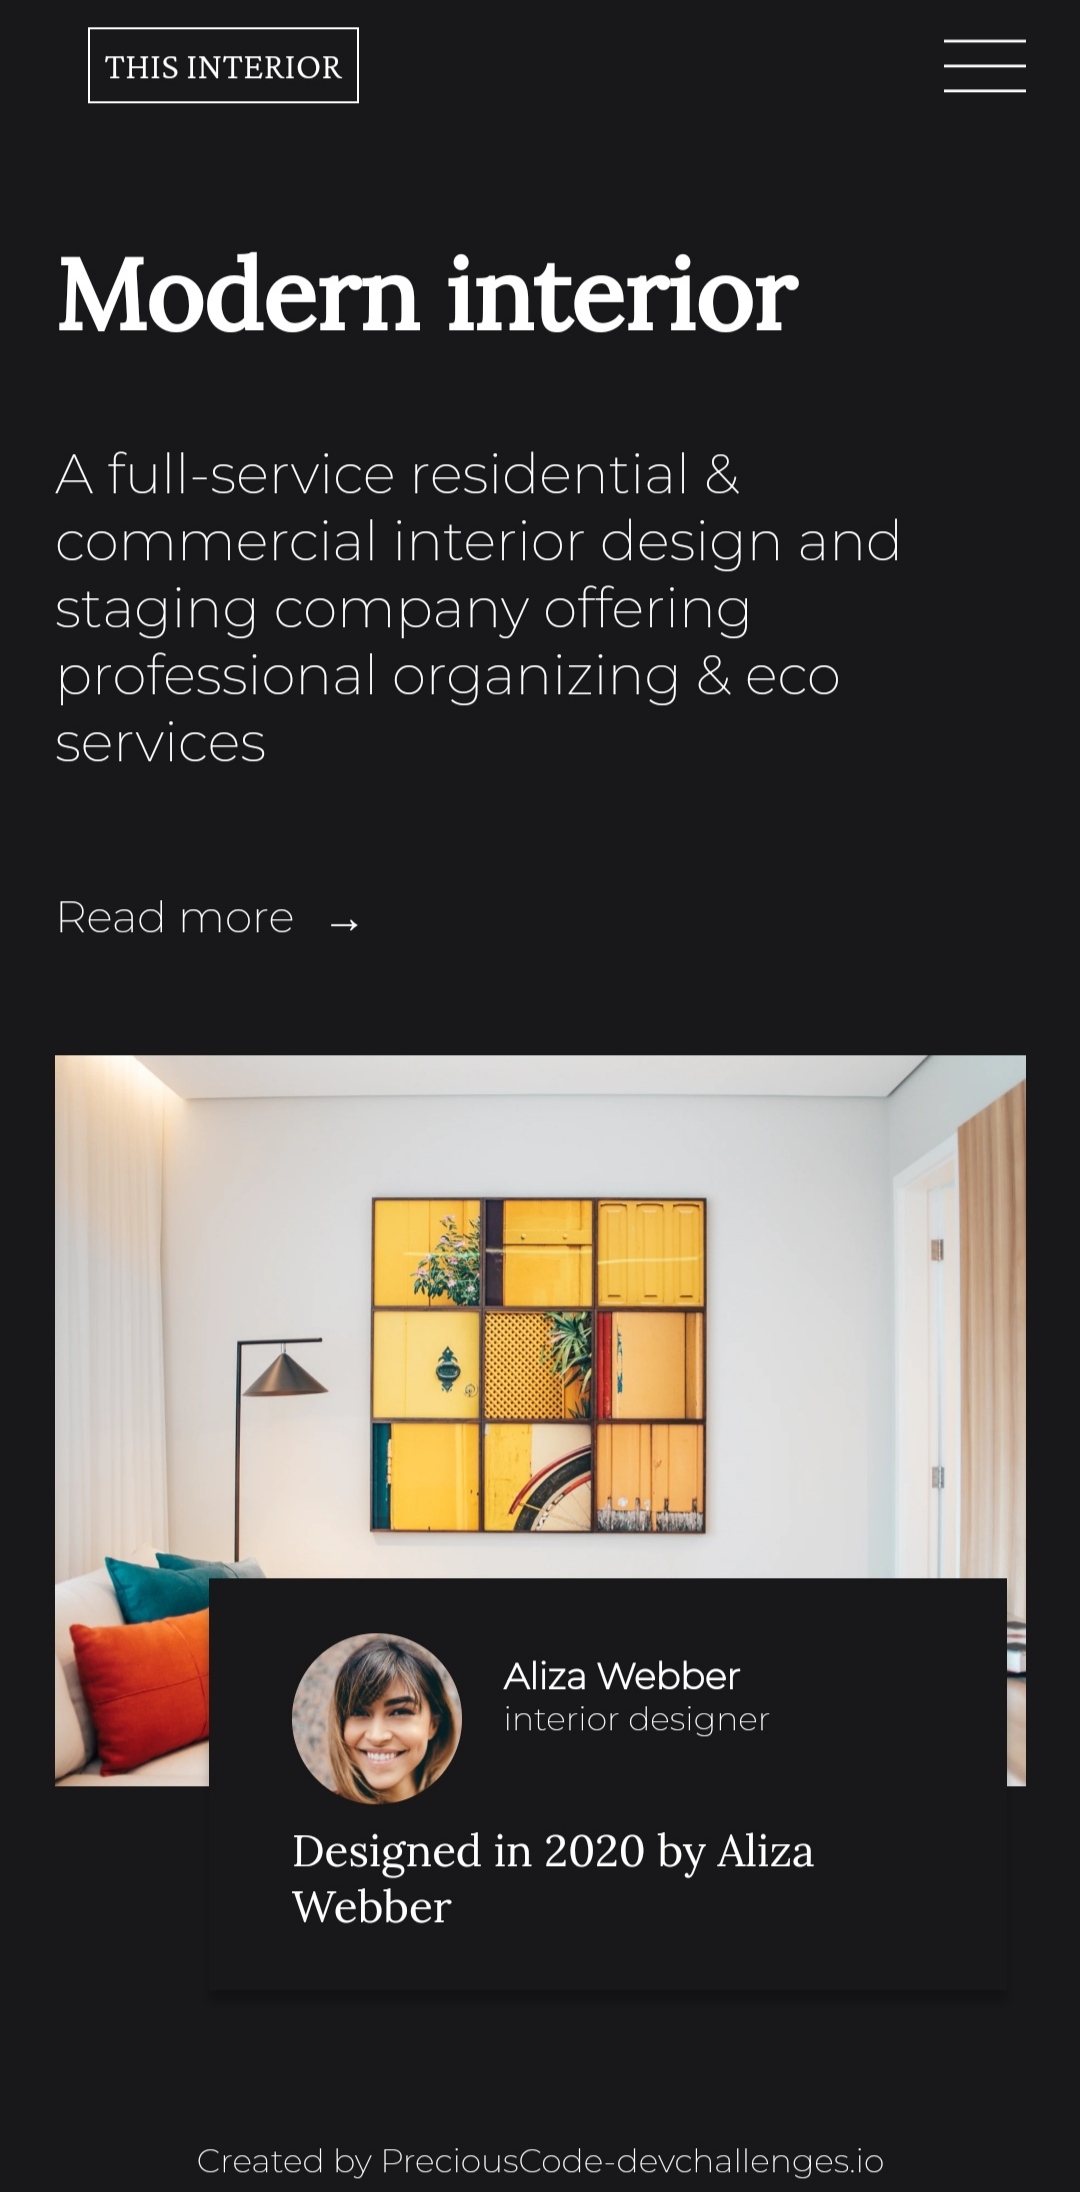 THIS INTERIOR
Modern interior
A full-service residential &
commercial interior design and
staging company offering
professional organizing & eco
services
Read more →
Aliza Webber
interior designer
Designed in 2020 by Aliza
Webber
Created by PreciousCode-devchallenges.io